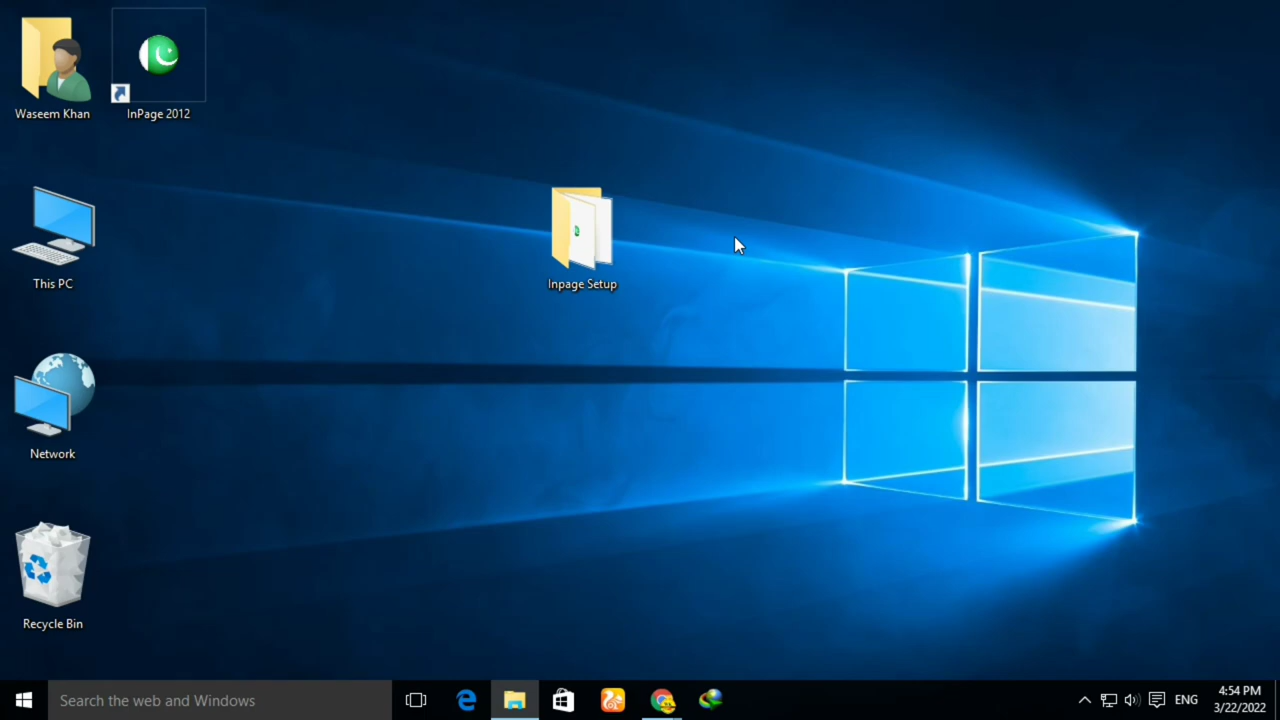 Waseem Khan
InPage 2012
This PC
Inpage Setup
Network
Recycle Bin
Search the web and Windows
ENG
4:54 PM
3/22/2022